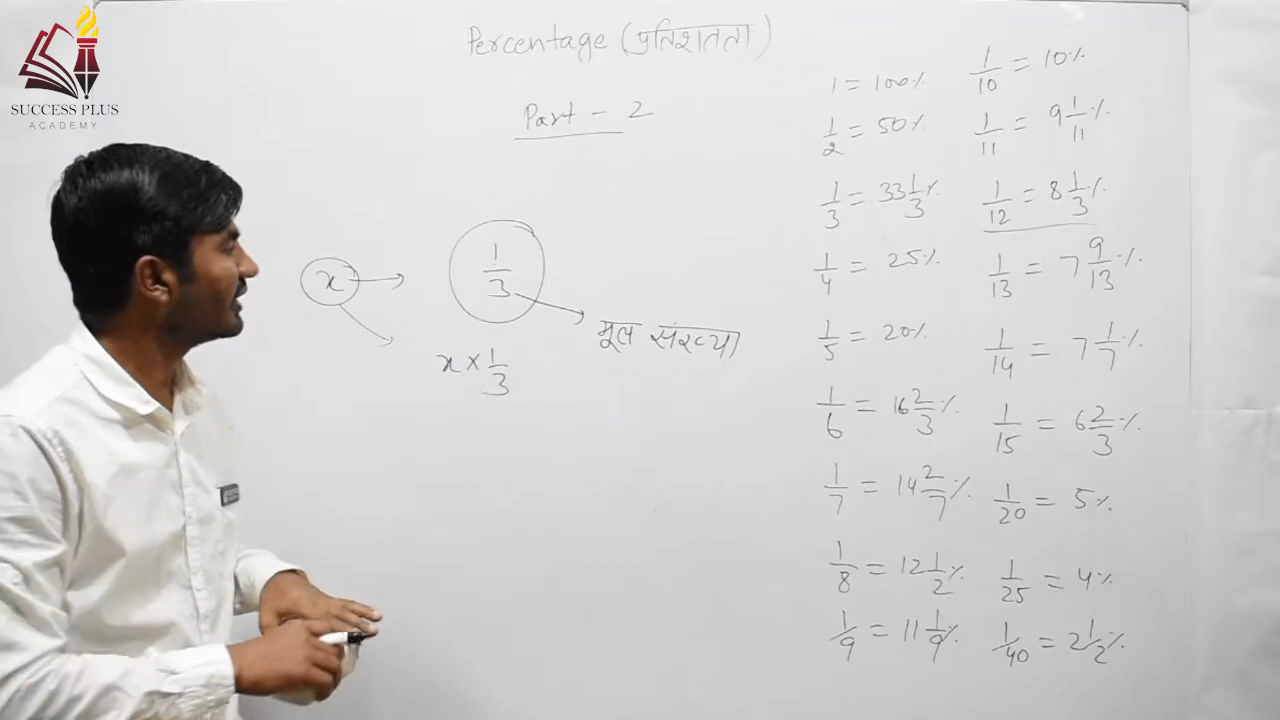 SUCCESS PLUS
ACADEMY
Percentage (प्रतिशतता)
Part - 2
x
1/3
मूल संख्या
x × 1/3
1 = 100%
1/2 = 50%
1/3 = 33 1/3%
1/4 = 25%
1/5 = 20%
1/6 = 16 2/3%
1/7 = 14 2/7%
1/8 = 12 1/2%
1/9 = 11 1/9%
1/10 = 10%
1/11 = 9 1/11%
1/12 = 8 1/3%
1/13 = 7 9/13%
1/14 = 7 1/7%
1/15 = 6 2/3%
1/20 = 5%
1/25 = 4%
1/40 = 2 1/2%